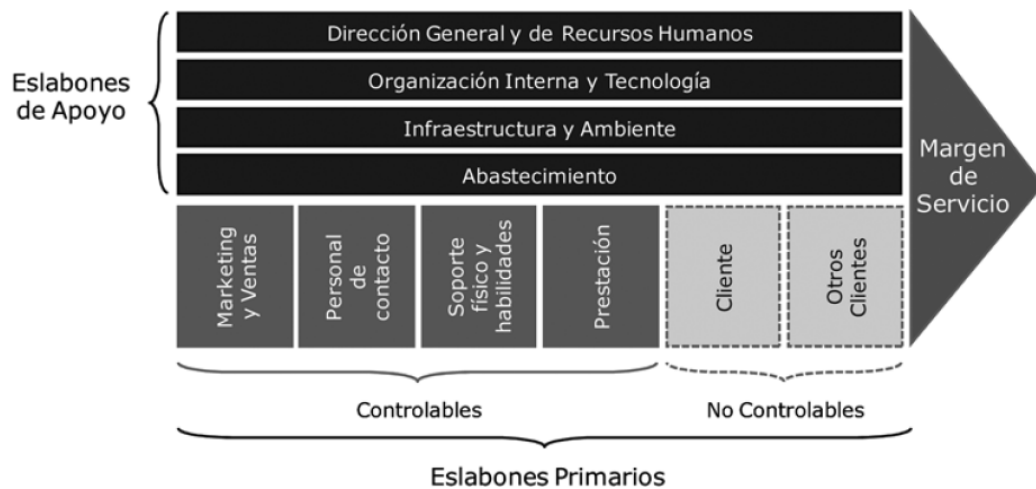 Eslabones
de Apoyo
Dirección General y de Recursos Humanos
Organización Interna y Tecnología
Infraestructura y Ambiente
Abastecimiento
Marketing
y Ventas
Personal
de
contacto
Soporte
físico y
habilidades
Prestación
Cliente
Otros
Clientes
Margen
de
Servicio
Controlables
No Controlables
Eslabones Primarios